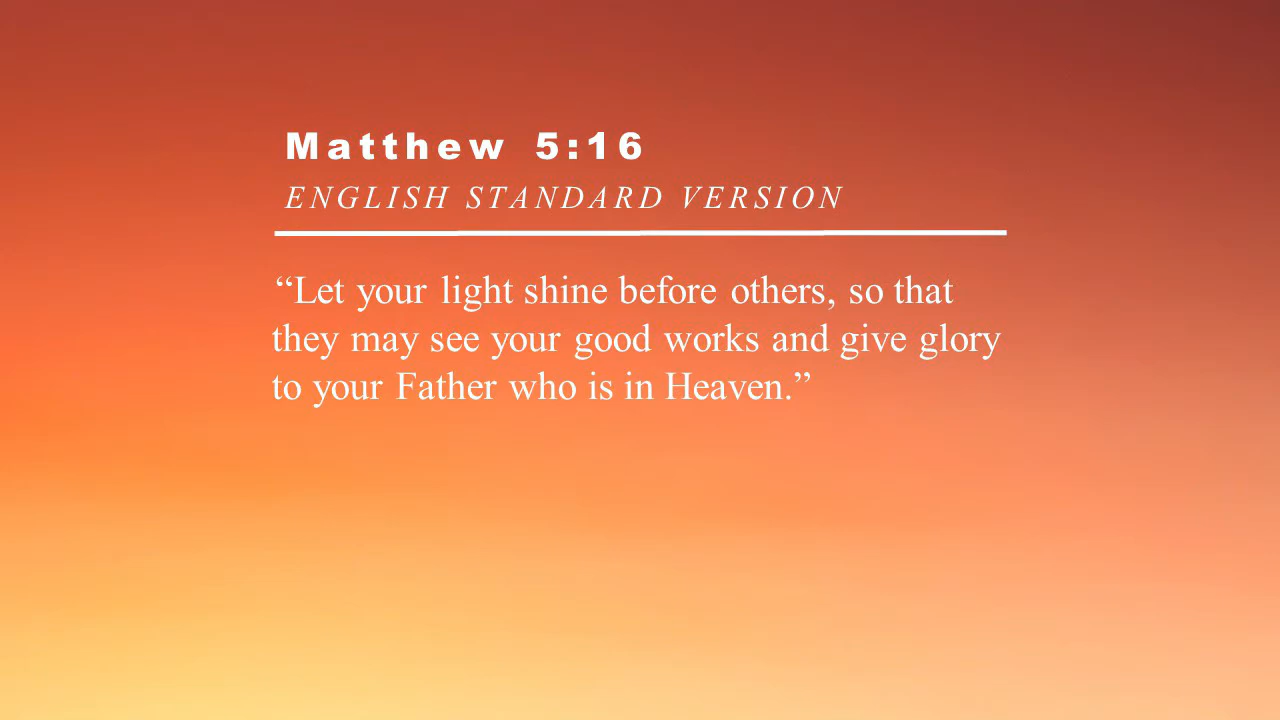 Matthew 5:16
ENGLISH STANDARD VERSION
“Let your light shine before others, so that
they may see your good works and give glory
to your Father who is in Heaven.”